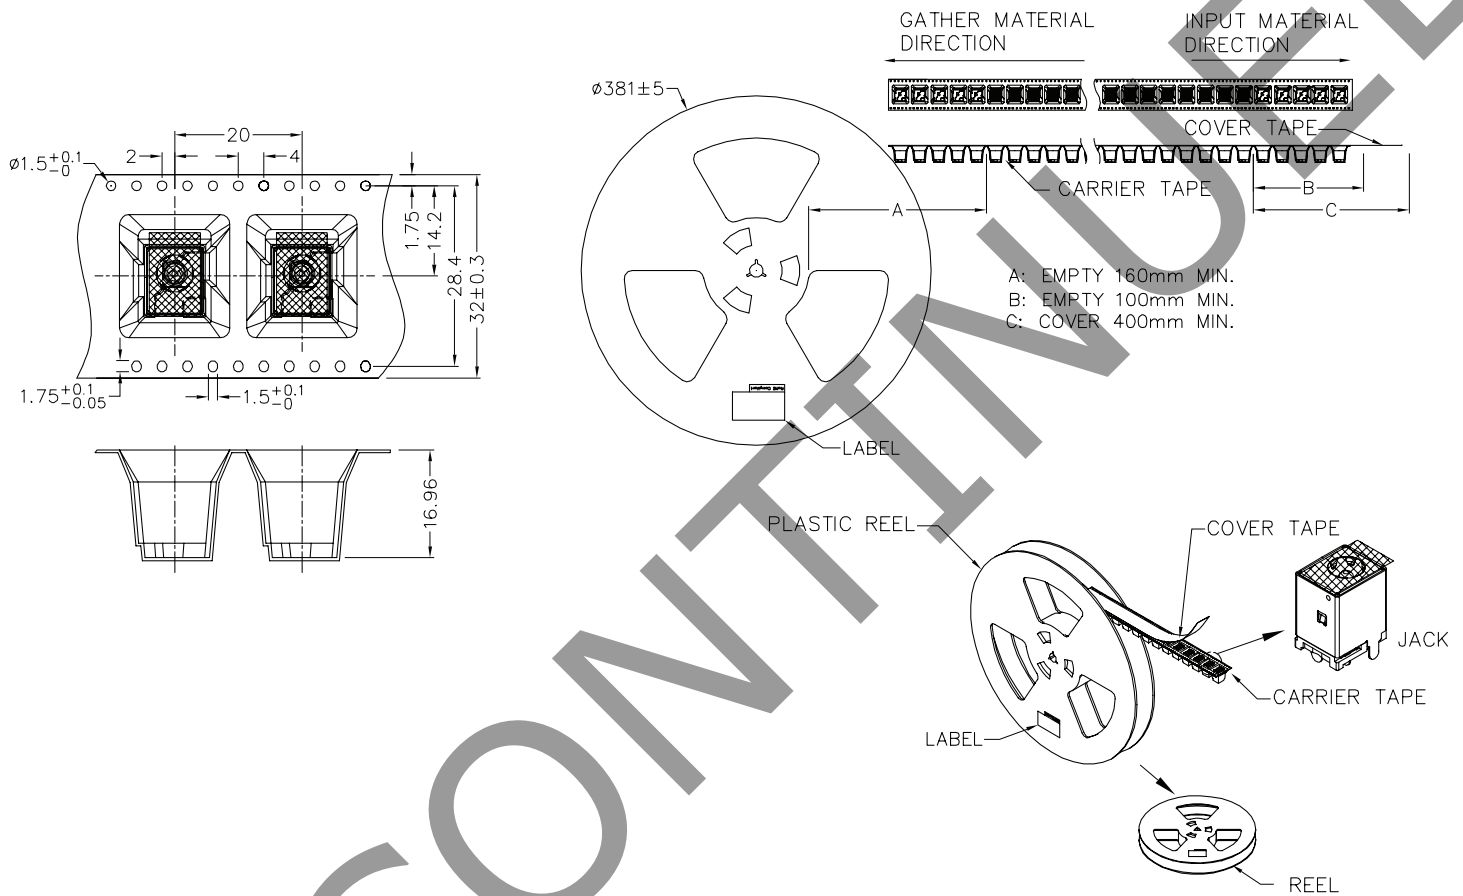 GATHER MATERIAL
DIRECTION
INPUT MATERIAL
DIRECTION
ø381±5
COVER TAPE
CARRIER TAPE
A
B
C
A: EMPTY 160mm MIN.
B: EMPTY 100mm MIN.
C: COVER 400mm MIN.
20
2
4
ø1.5+0.1-0
1.75
14.2
28.4
32±0.3
1.75+0.1-0.05
1.5+0.1-0
RoHS Compliant
LABEL
16.96
PLASTIC REEL
COVER TAPE
JACK
CARRIER TAPE
LABEL
REEL
CONTINUED